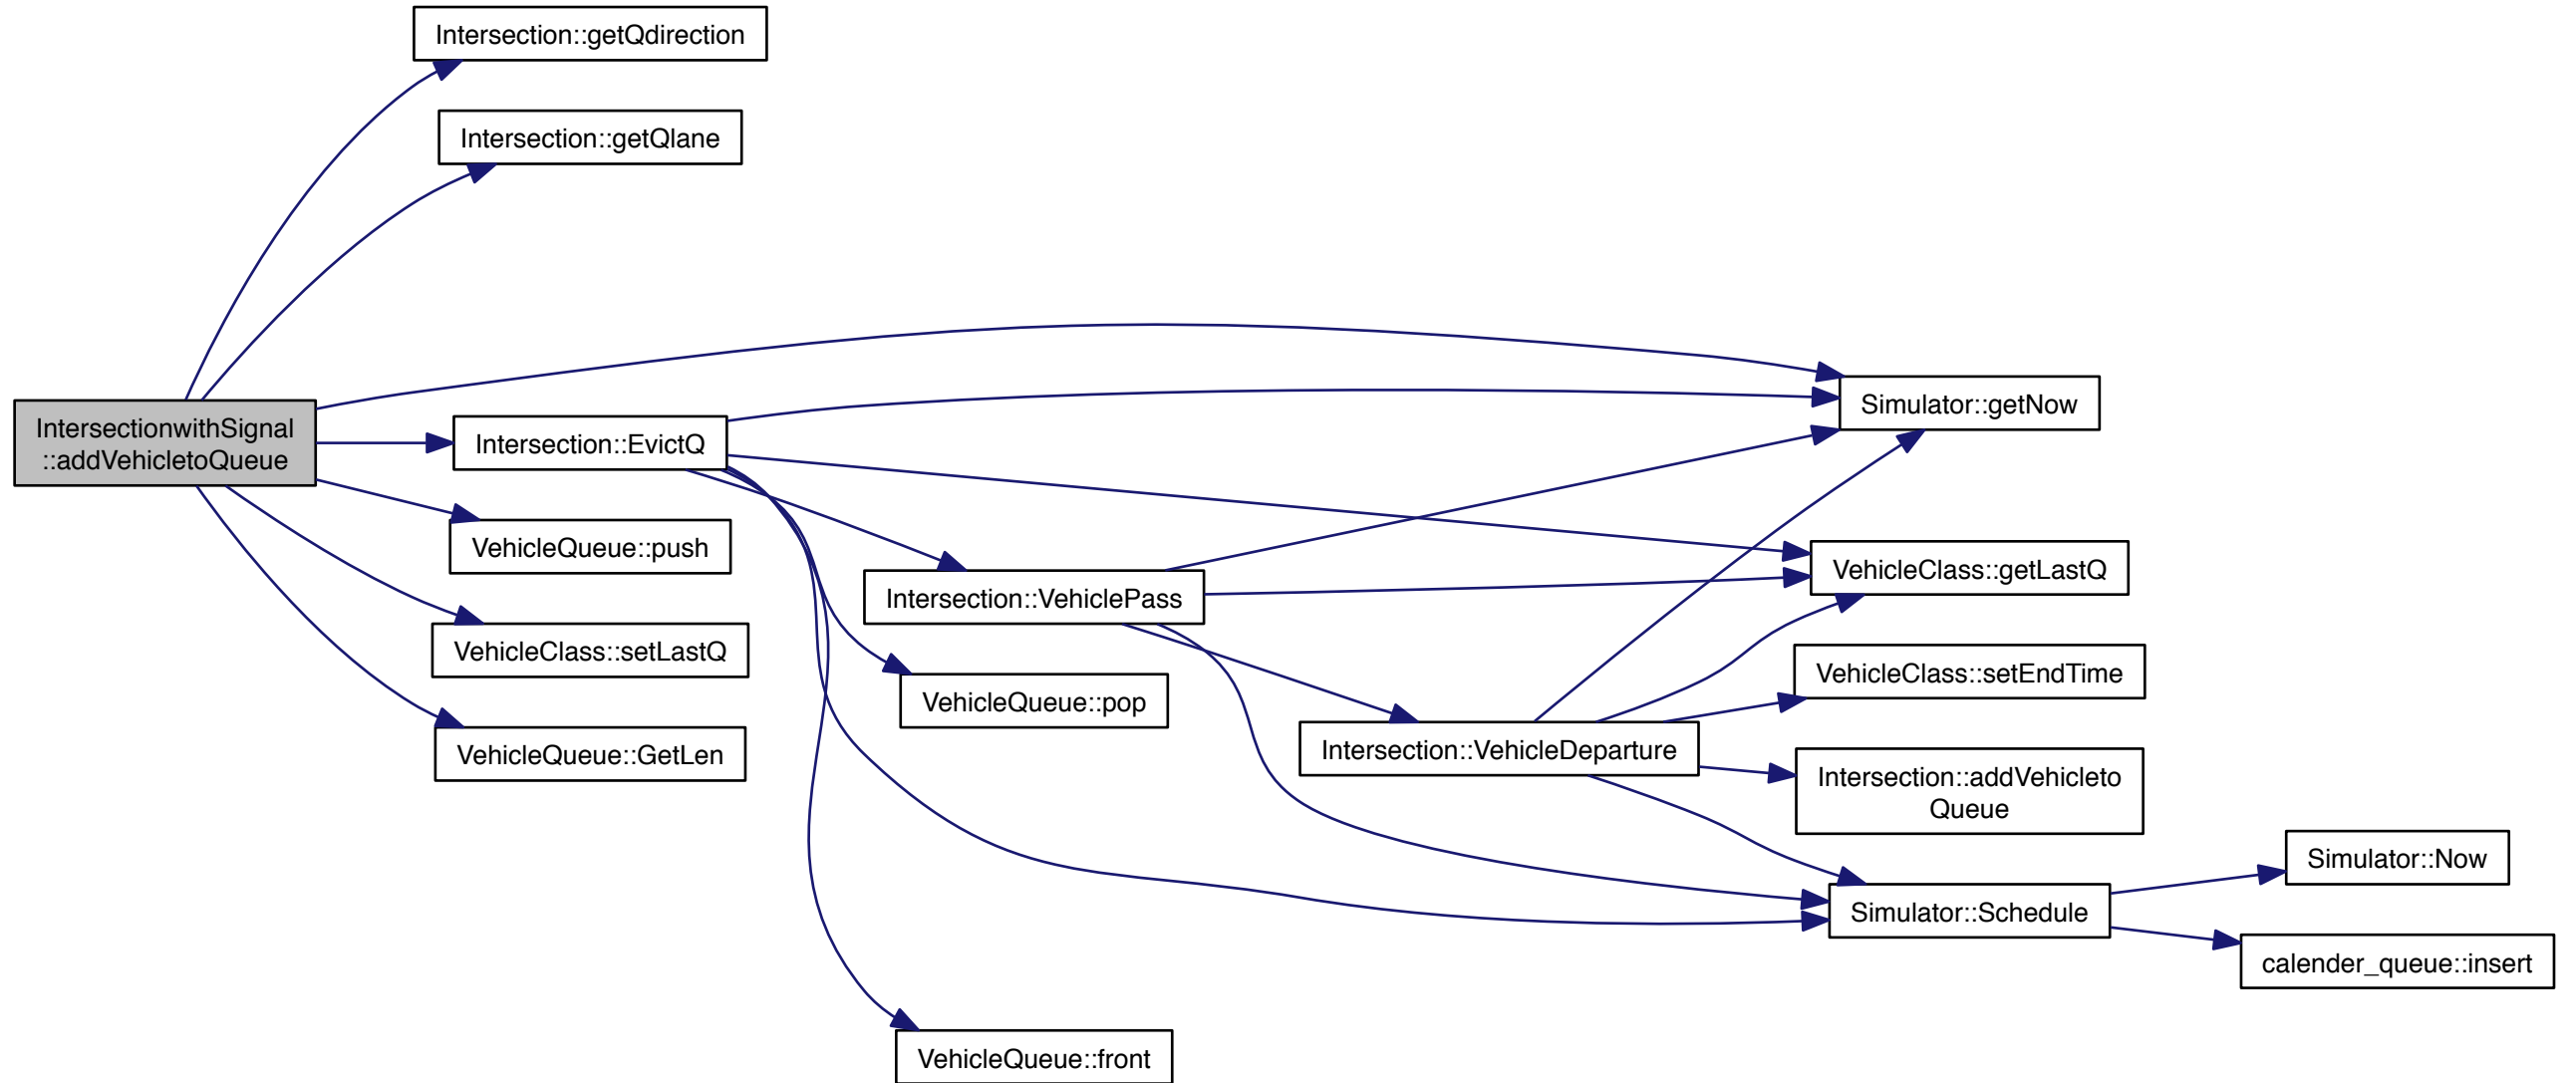 Intersection::getQdirection
Intersection::getQlane
IntersectionwithSignal
::addVehicletoQueue
Intersection::EvictQ
VehicleQueue::push
VehicleClass::setLastQ
VehicleQueue::GetLen
Intersection::VehiclePass
VehicleQueue::pop
VehicleQueue::front
Intersection::VehicleDeparture
Simulator::getNow
VehicleClass::getLastQ
VehicleClass::setEndTime
Intersection::addVehicleto
Queue
Simulator::Schedule
Simulator::Now
calender_queue::insert